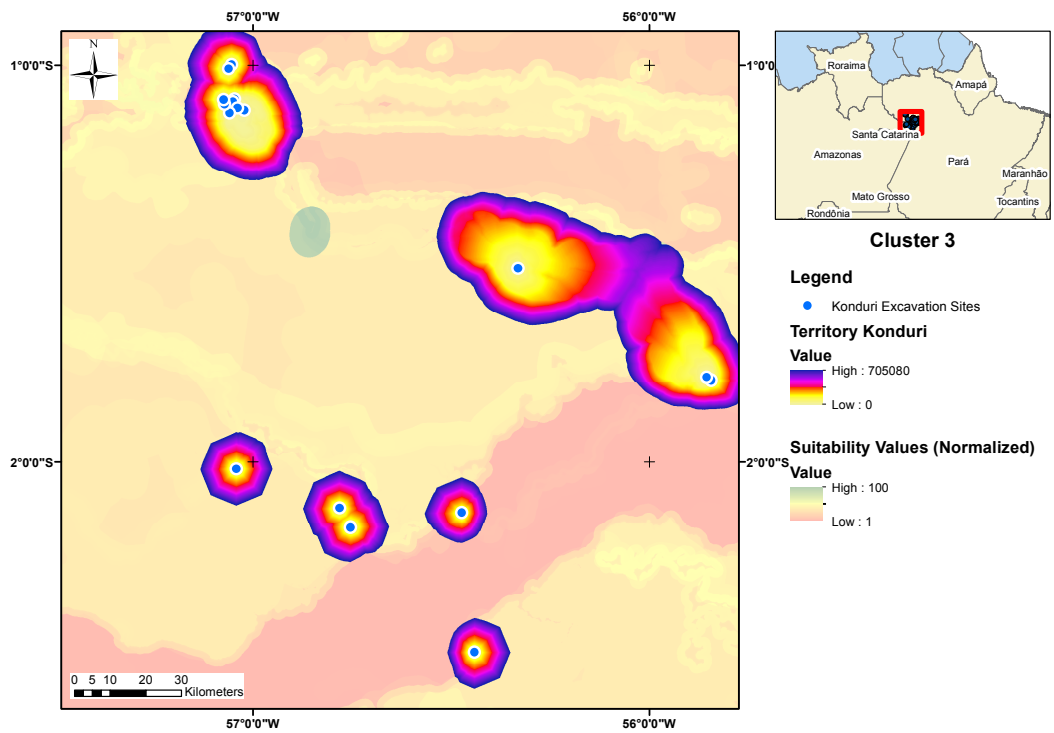 57°0'0"W
56°0'0"W
N
1°0'0"S
1°0'0"S
2°0'0"S
2°0'0"S
0 5 10 20 30
Kilometers
57°0'0"W
56°0'0"W
Roraima
Amapá
Santa Catarina
Amazonas
Pará
Maranhão
Mato Grosso
Tocantins
Rondônia
Cluster 3
Legend
Konduri Excavation Sites
Territory Konduri
Value
High : 705080
Low : 0
Suitability Values (Normalized)
Value
High : 100
Low : 1